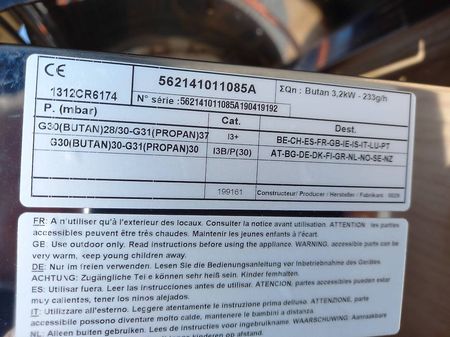 CE
562141011085A
ΣQn : Butan 3,2kW - 233g/h
1312CR6174
N° série :562141011085A190419192
P. (mbar)
Cat.
Dest.
G30(BUTAN)28/30-G31(PROPAN)37
I3+
BE-CH-ES-FR-GB-IE-IS-IT-LU-PT
G30(BUTAN)30-G31(PROPAN)30
I3B/P(30)
AT-BG-DE-DK-FI-GR-NL-NO-SE-NZ
199161
Constructeur/ Producer / Hersteller / Fabrikant:
FR: A n'utiliser qu'à l'exterieur des locaux. Consulter la notice avant utilisation. ATTENTION : les parties
accessibles peuvent être très chaudes. Maintenir les jeunes enfants à l'écart.
GB: Use outdoor only. Read instructions before using the appliance. WARNING, accessible parts can be
very hot, keep young children away.
DE: Nur im freien verwenden. Lesen Sie die Bedienungsanleitung vor Inbetriebnahme des Gerätes.
ACHTUNG: Zugängliche Teile können sehr heiß sein. Kinder fernhalten.
ES: Utilisar fuera. Leer las instrucciones antes de utilizar. ATENCION, partes accesibles pueden estar
muy calientes, tener los ninos alejados.
IT: Utilizzare all'esterno. Leggere atentamente le instruzione prima dell'uso. ATTENZIONE, parte
accessible possono diventare molto calde, mantenere le bambini a distanza.
NL: Alleen buiten gebruiken. Lees de instructies voor ingebruikname. WAARSCHUWING: Aanraakbare